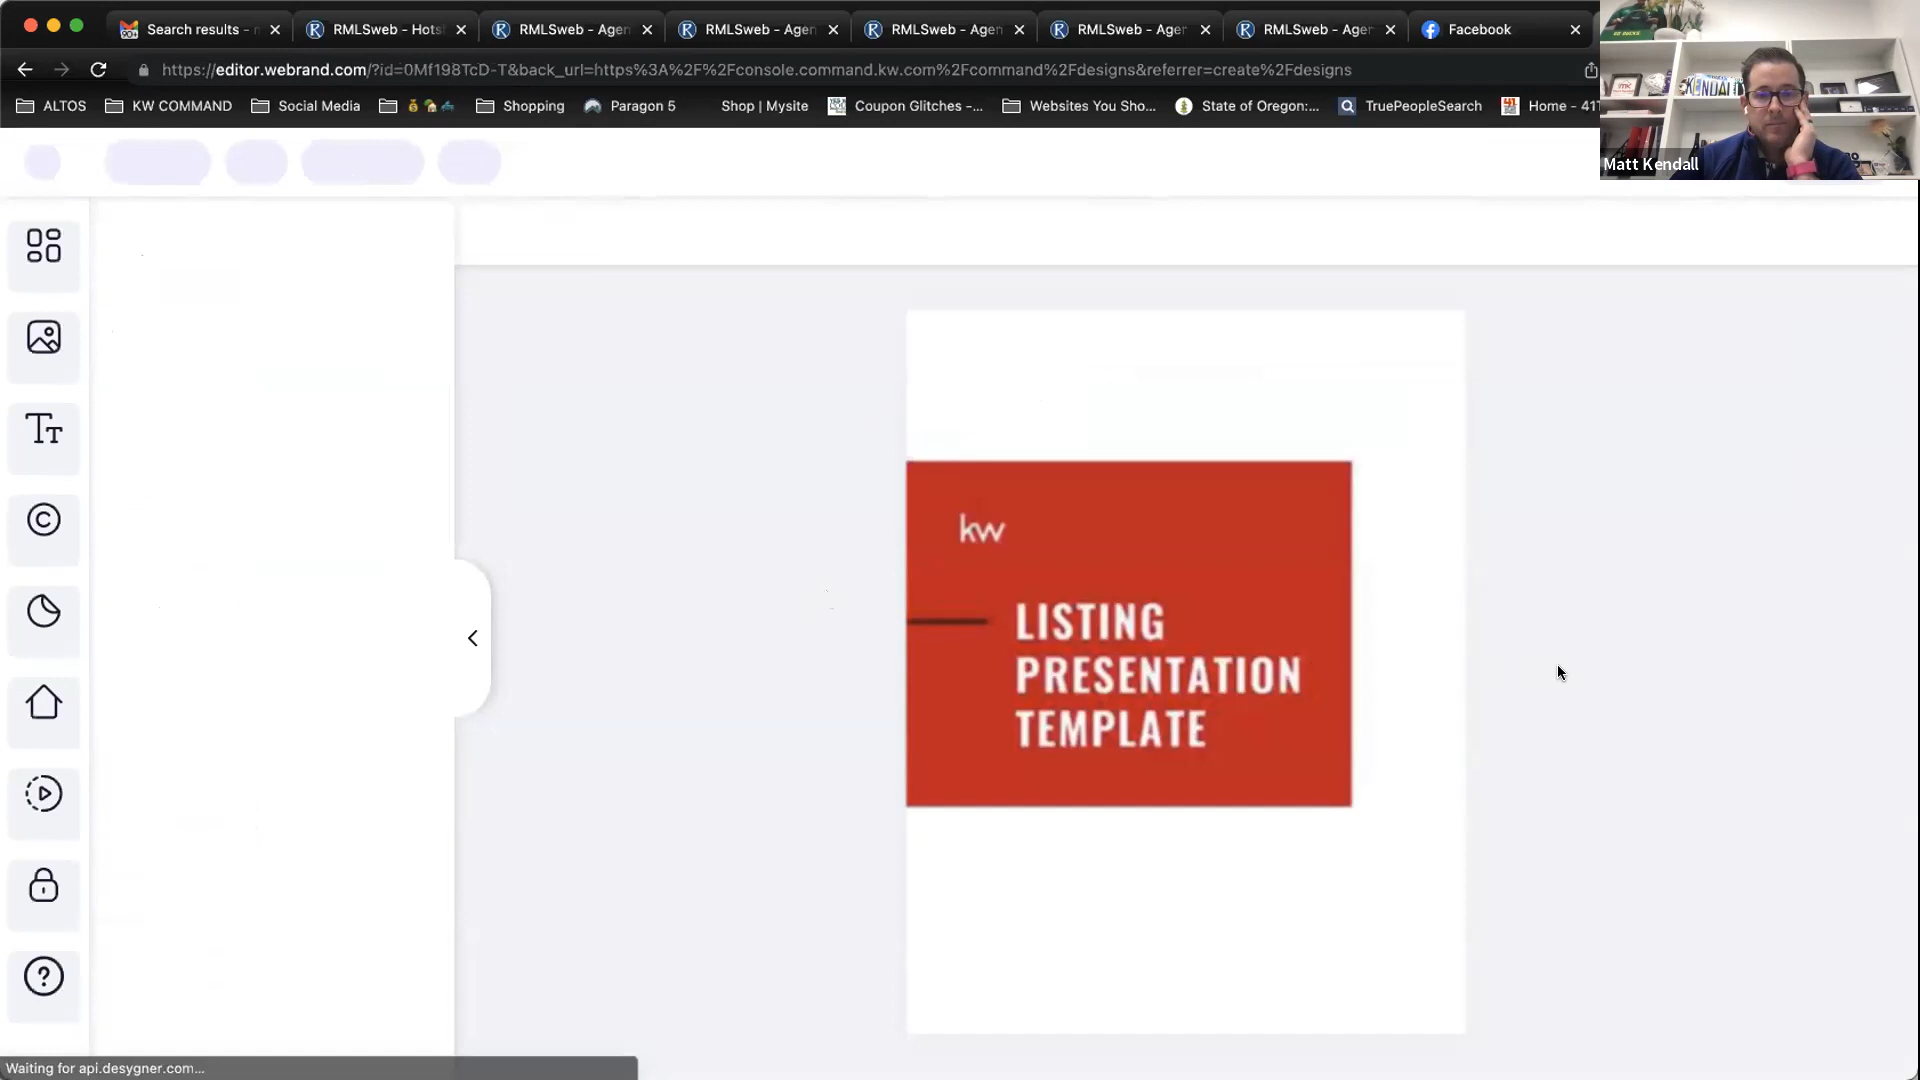 Search results -
RMLSweb - Hots
RMLSweb - Agen
RMLSweb - Agen
RMLSweb - Agen
RMLSweb - Agen
RMLSweb - Agen
Facebook
https://editor.webrand.com/?id=0Mf198TcD-T&back_url=https%3A%2F%2Fconsole.command.kw.com%2Fcommand%2Fdesigns&referrer=create%2Fdesigns
ALTOS
KW COMMAND
Social Media
Shopping
Paragon 5
Shop | Mysite
Coupon Glitches -...
Websites You Sho...
State of Oregon:...
TruePeopleSearch
Home - 411
Matt Kendall
kw
LISTING
PRESENTATION
TEMPLATE
Waiting for api.desygner.com...